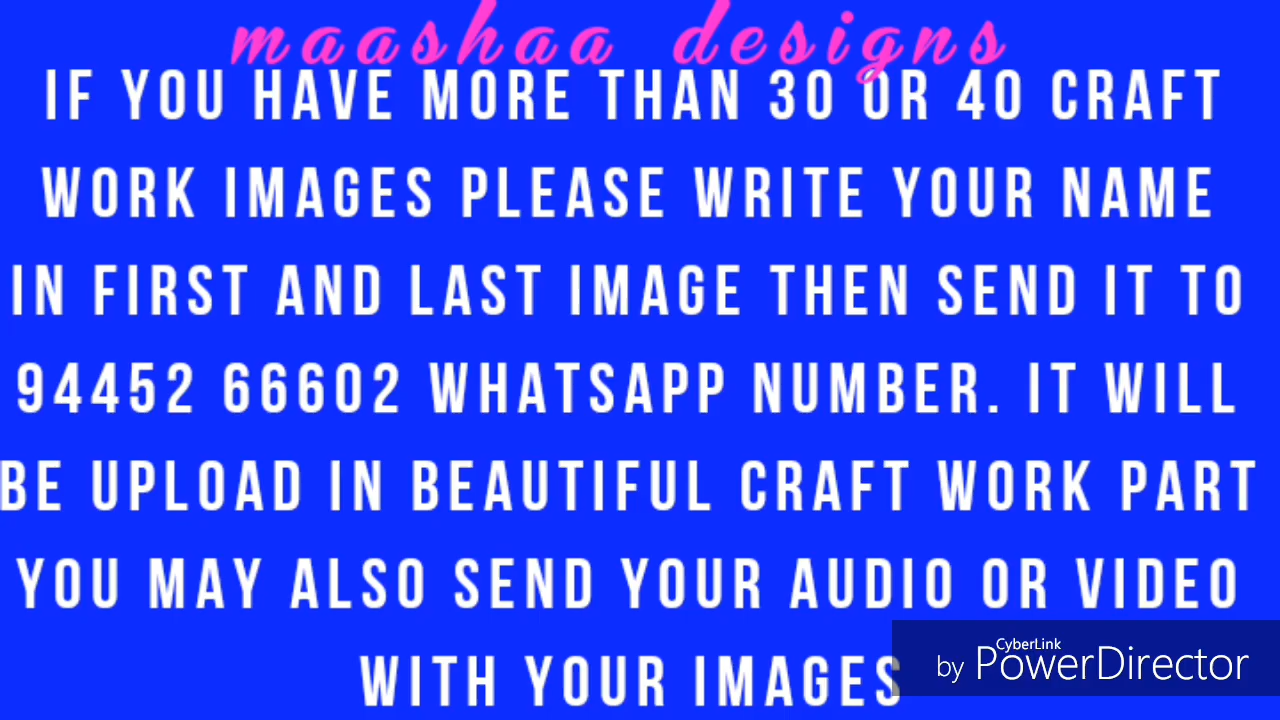 maashaa designs
IF YOU HAVE MORE THAN 30 OR 40 CRAFT
WORK IMAGES PLEASE WRITE YOUR NAME
IN FIRST AND LAST IMAGE THEN SEND IT TO
94452 66602 WHATSAPP NUMBER. IT WILL
BE UPLOAD IN BEAUTIFUL CRAFT WORK PART
YOU MAY ALSO SEND YOUR AUDIO OR VIDEO
WITH YOUR IMAGES
CyberLink
by PowerDirector